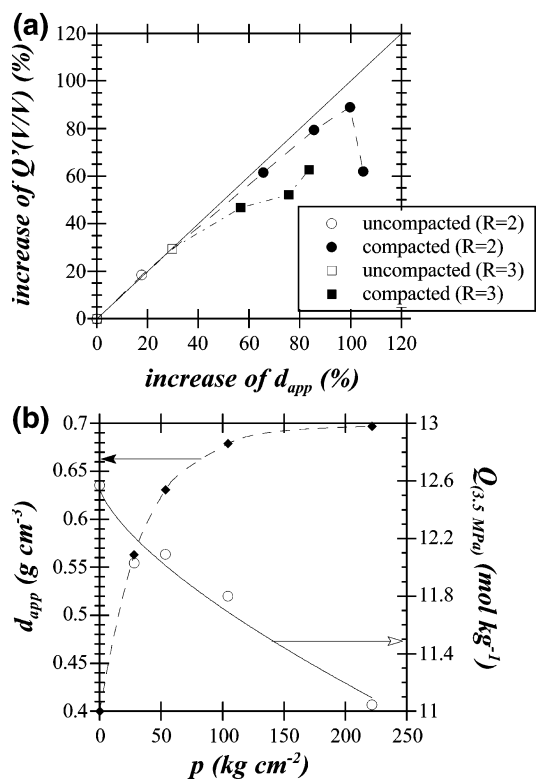 (a)
120
100
80
60
40
20
0
increase of Q’(V/V) (%)
uncompacted (R=2)
compacted (R=2)
uncompacted (R=3)
compacted (R=3)
0 20 40 60 80 100 120
increase of dapp (%)
(b)
0.7
0.65
0.6
0.55
0.5
0.45
0.4
dapp (g cm-3)
13
12.6
12.2
11.8
11.4
11
Q(3.5 MPa) (mol kg-1)
0 50 100 150 200 250
p (kg cm-2)